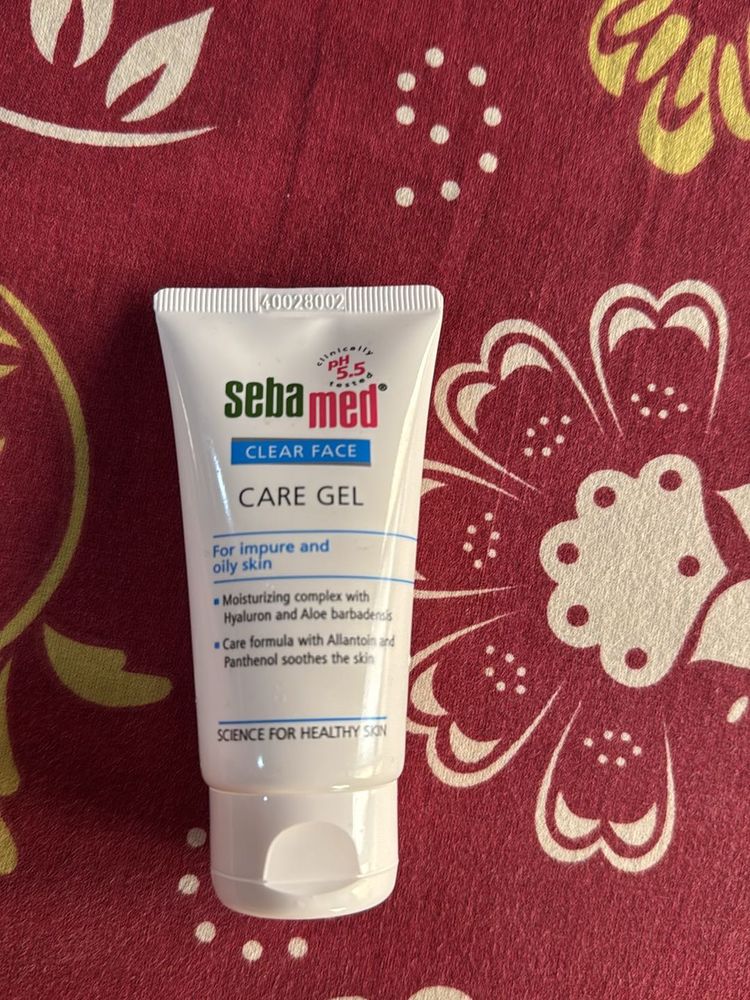 40028002
clinically
pH
5.5
tested
sebamed®
CLEAR FACE
CARE GEL
For impure and
oily skin
▪ Moisturizing complex with
Hyaluron and Aloe barbadensis
▪ Care formula with Allantoin and
Panthenol soothes the skin
SCIENCE FOR HEALTHY SKIN